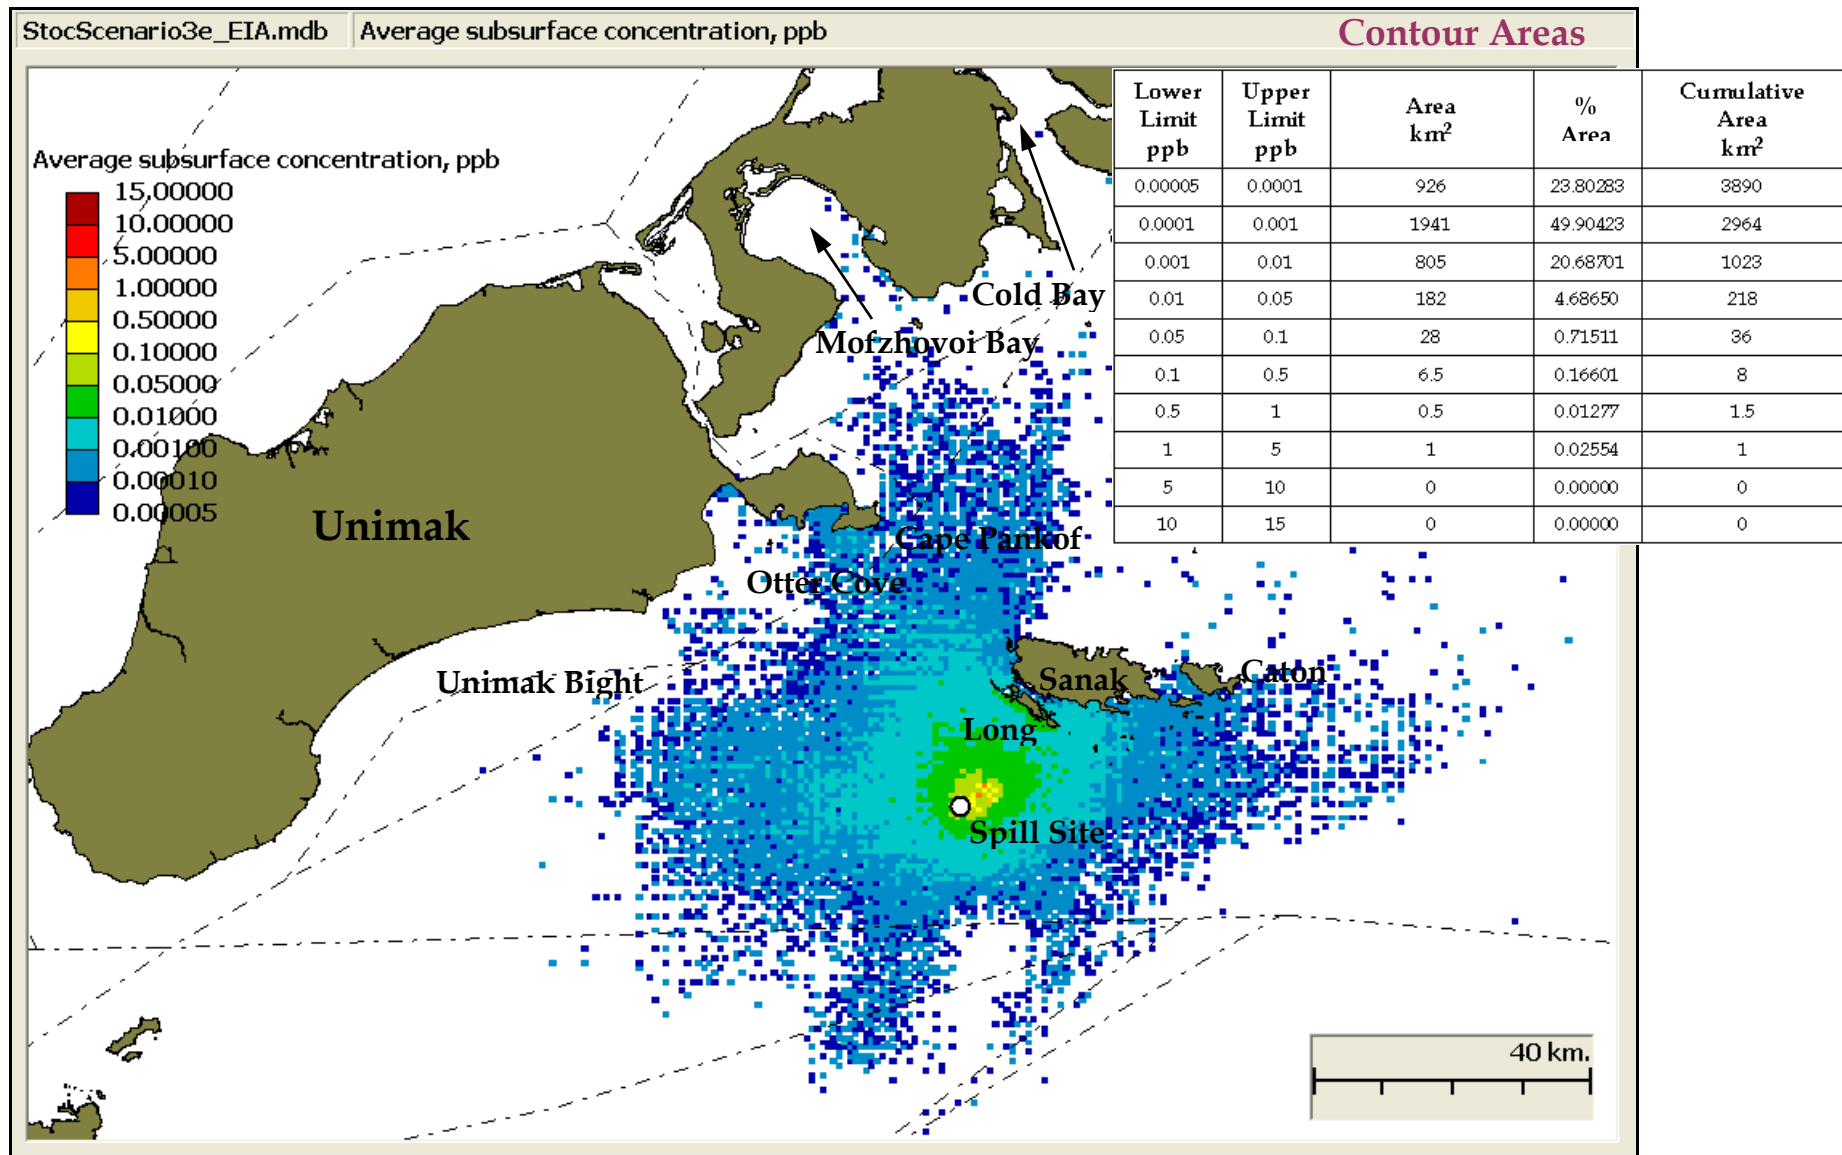 StocScenario3e_EIA.mdb Average subsurface concentration, ppb Contour Areas
Average subsurface concentration, ppb
15.00000
10.00000
5.00000
1.00000
0.50000
0.10000
0.05000
0.01000
0.00100
0.00010
0.00005
Lower Limit ppb Upper Limit ppb Area km² % Area Cumulative Area km²
0.00005 0.0001 926 23.80283 3890
0.0001 0.001 1941 49.90423 2964
0.001 0.01 805 20.68701 1023
0.01 0.05 182 4.68650 218
0.05 0.1 28 0.71511 36
0.1 0.5 6.5 0.16601 8
0.5 1 0.5 0.01277 1.5
1 5 1 0.02554 1
5 10 0 0.00000 0
10 15 0 0.00000 0
Cold Bay
Mofzhovoi Bay
Unimak
Cape Pankof
Otter Cove
Unimak Bight
Sanak
Caton
Long
Spill Site
40 km.